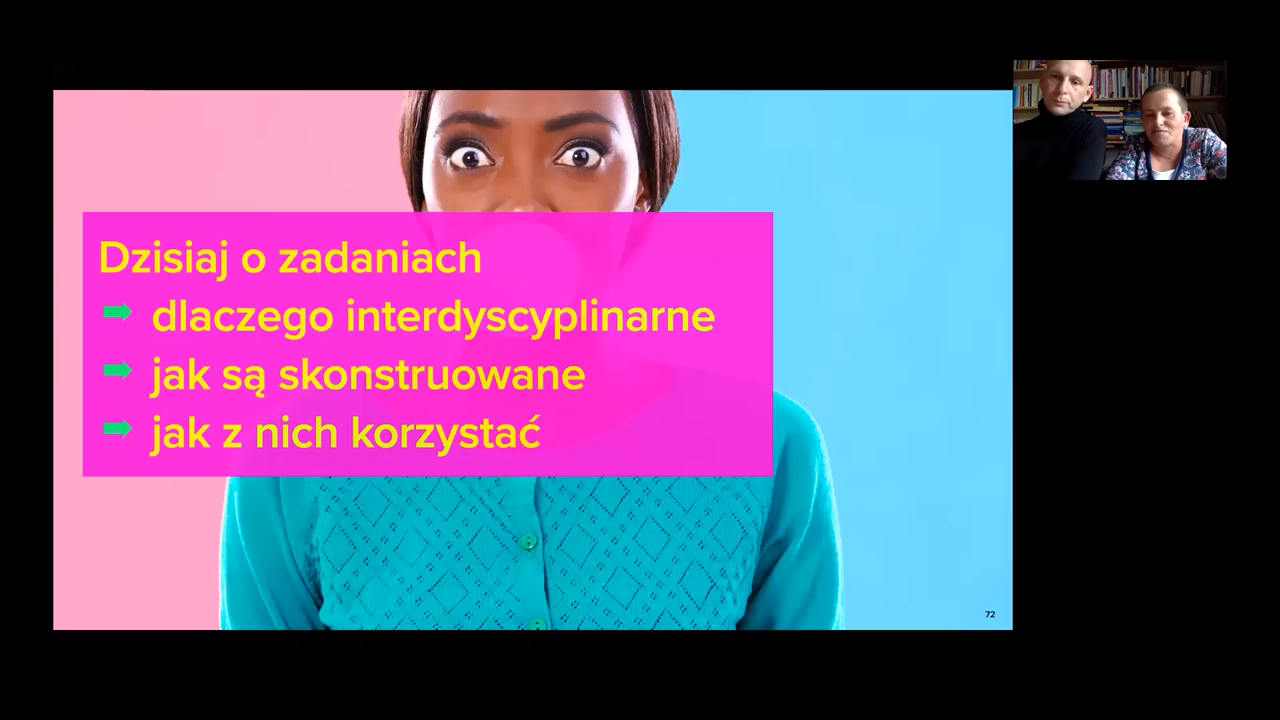 Dzisiaj o zadaniach
dlaczego interdyscyplinarne
jak są skonstruowane
jak z nich korzystać
72